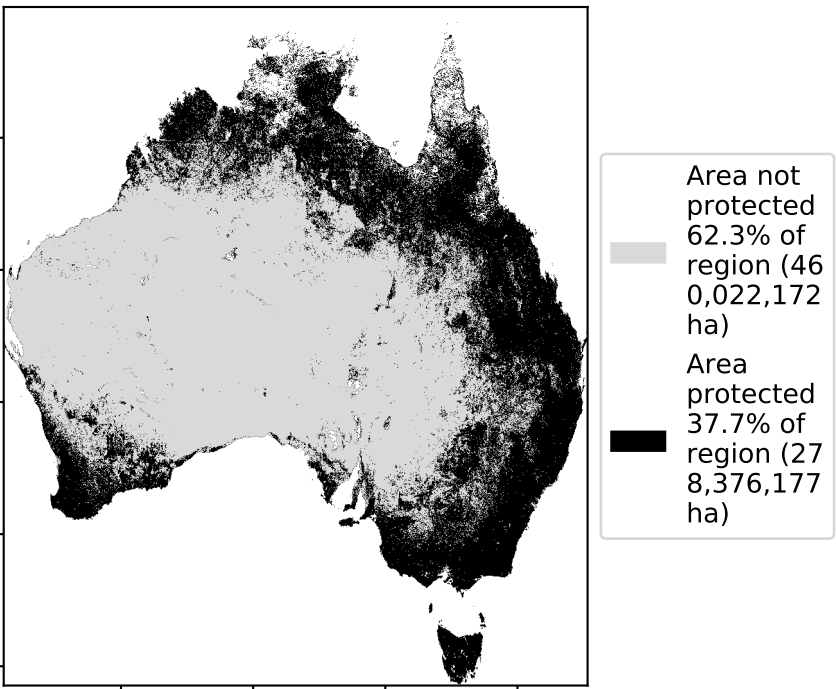 Area not
protected
62.3% of
region (46
0,022,172
ha)
Area
protected
37.7% of
region (27
8,376,177
ha)